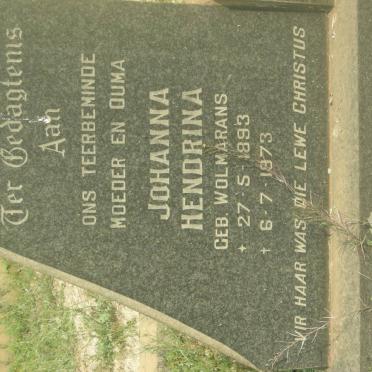 Ter Gedagtenis
Aan
ONS TEERBEMINDE
MOEDER EN OUMA
JOHANNA
HENDRINA
GEB. WOLMARANS
* 27·5·1893
+ 6·7·1973
VIR HAAR WAS DIE LEWE CHRISTUS